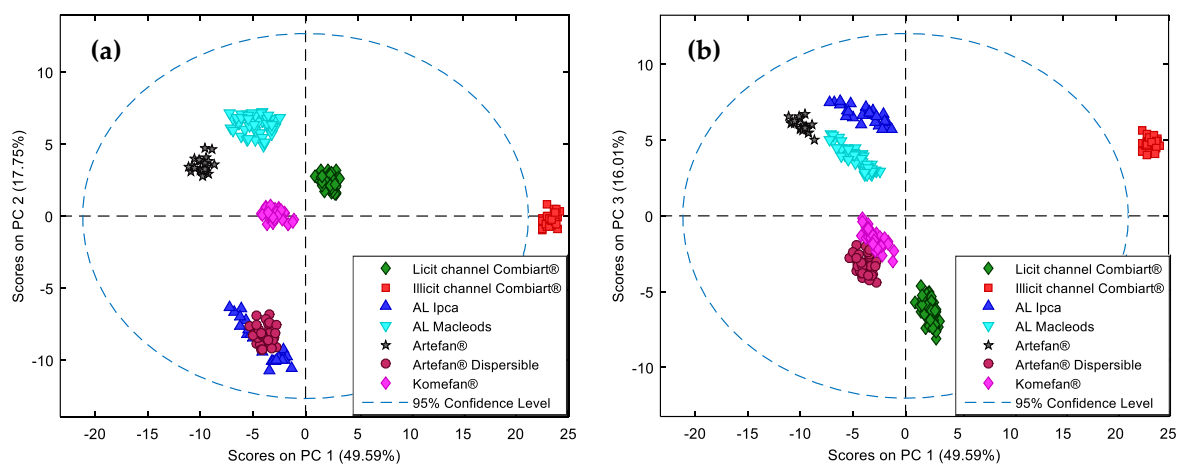 (a)
Scores on PC 2 (17.75%)
10
5
0
-5
-10
-20
-15
-10
-5
0
5
10
15
20
25
Scores on PC 1 (49.59%)
Licit channel Combiart®
Illicit channel Combiart®
AL Ipca
AL Macleods
Artefan®
Artefan® Dispersible
Komefan®
95% Confidence Level
(b)
Scores on PC 3 (16.01%)
10
5
0
-5
-10
-20
-15
-10
-5
0
5
10
15
20
25
Scores on PC 1 (49.59%)
Licit channel Combiart®
Illicit channel Combiart®
AL Ipca
AL Macleods
Artefan®
Artefan® Dispersible
Komefan®
95% Confidence Level